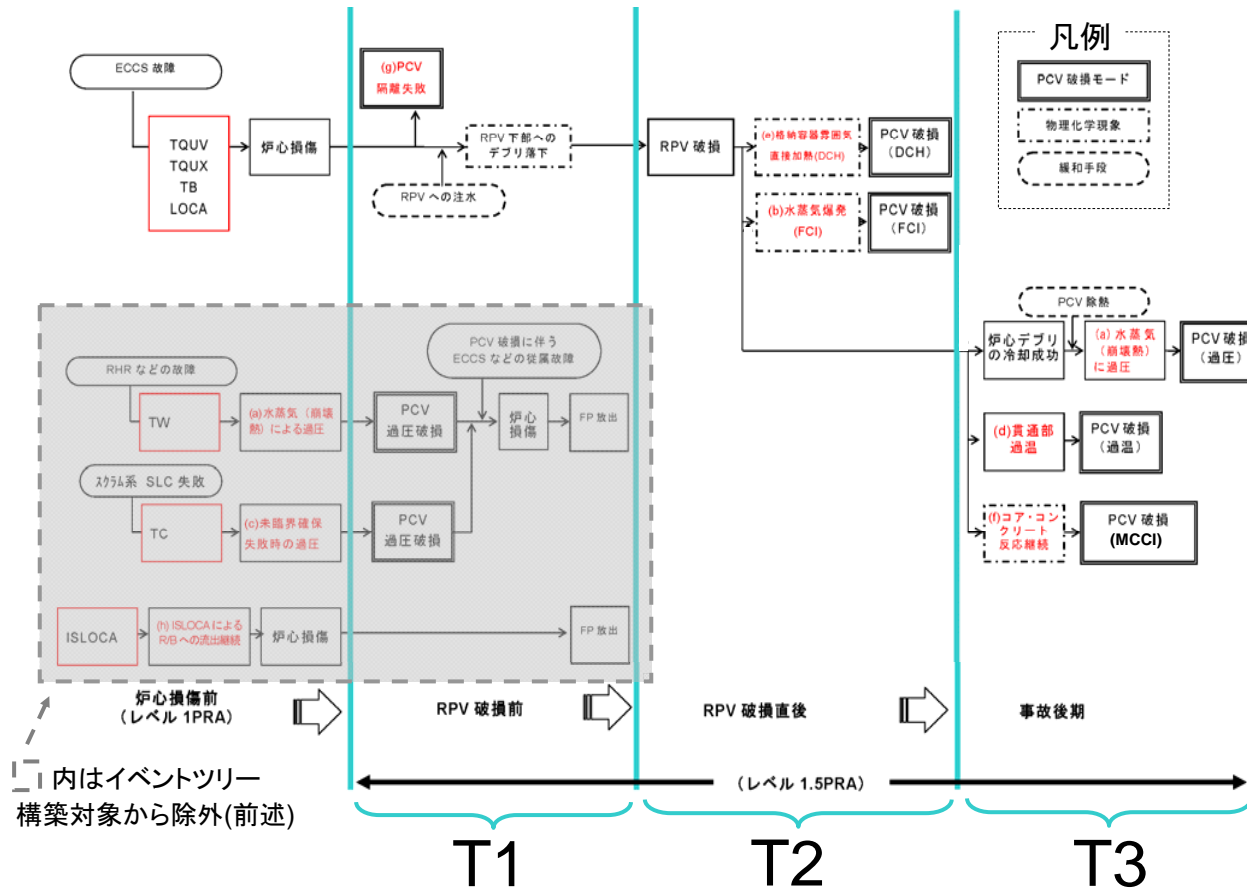 凡例
PCV 破損モード
物理化学現象
緩和手段
ECCS 故障
TQUV
TQUX
TB
LOCA
炉心損傷
(g)PCV
隔離失敗
RPV への注水
RPV 下部への
デブリ落下
RPV 破損
(e)格納容器雰囲気
直接加熱(DCH)
PCV 破損
(DCH)
(b)水蒸気爆発
(FCI)
PCV 破損
(FCI)
PCV 除熱
炉心デブリ
の冷却成功
(a)水蒸気
(崩壊熱)
に過圧
PCV 破損
(過圧)
(d)貫通部
過温
PCV 破損
(過温)
(f)コア・コン
クリート
反応継続
PCV 破損
(MCCI)
RHR などの故障
TW
(a)水蒸気(崩壊
熱)による過圧
PCV
過圧破損
PCV 破損に伴う
ECCS などの従属故障
炉心
損傷
FP 放出
スクラム系 SLC 失敗
TC
(c)未臨界確保
失敗時の過圧
PCV
過圧破損
ISLOCA
(h) ISLOCA による
R/B への流出継続
炉心損傷
FP 放出
炉心損傷前
(レベル 1PRA)
RPV 破損前
RPV 破損直後
事故後期
(レベル 1.5PRA)
内はイベントツリー
構築対象から除外(前述)
T1
T2
T3